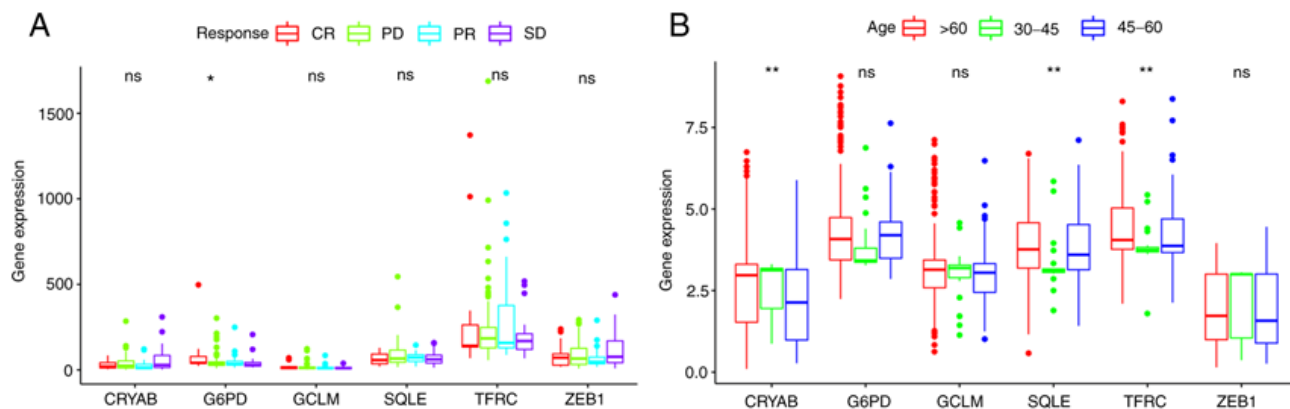 A
Response CR PD PR SD
ns * ns ns ns ns
Gene expression
1500
1000
500
0
CRYAB G6PD GCLM SQLE TFRC ZEB1
B
Age >60 30–45 45–60
** ns ns ** ** ns
Gene expression
7.5
5.0
2.5
0.0
CRYAB G6PD GCLM SQLE TFRC ZEB1